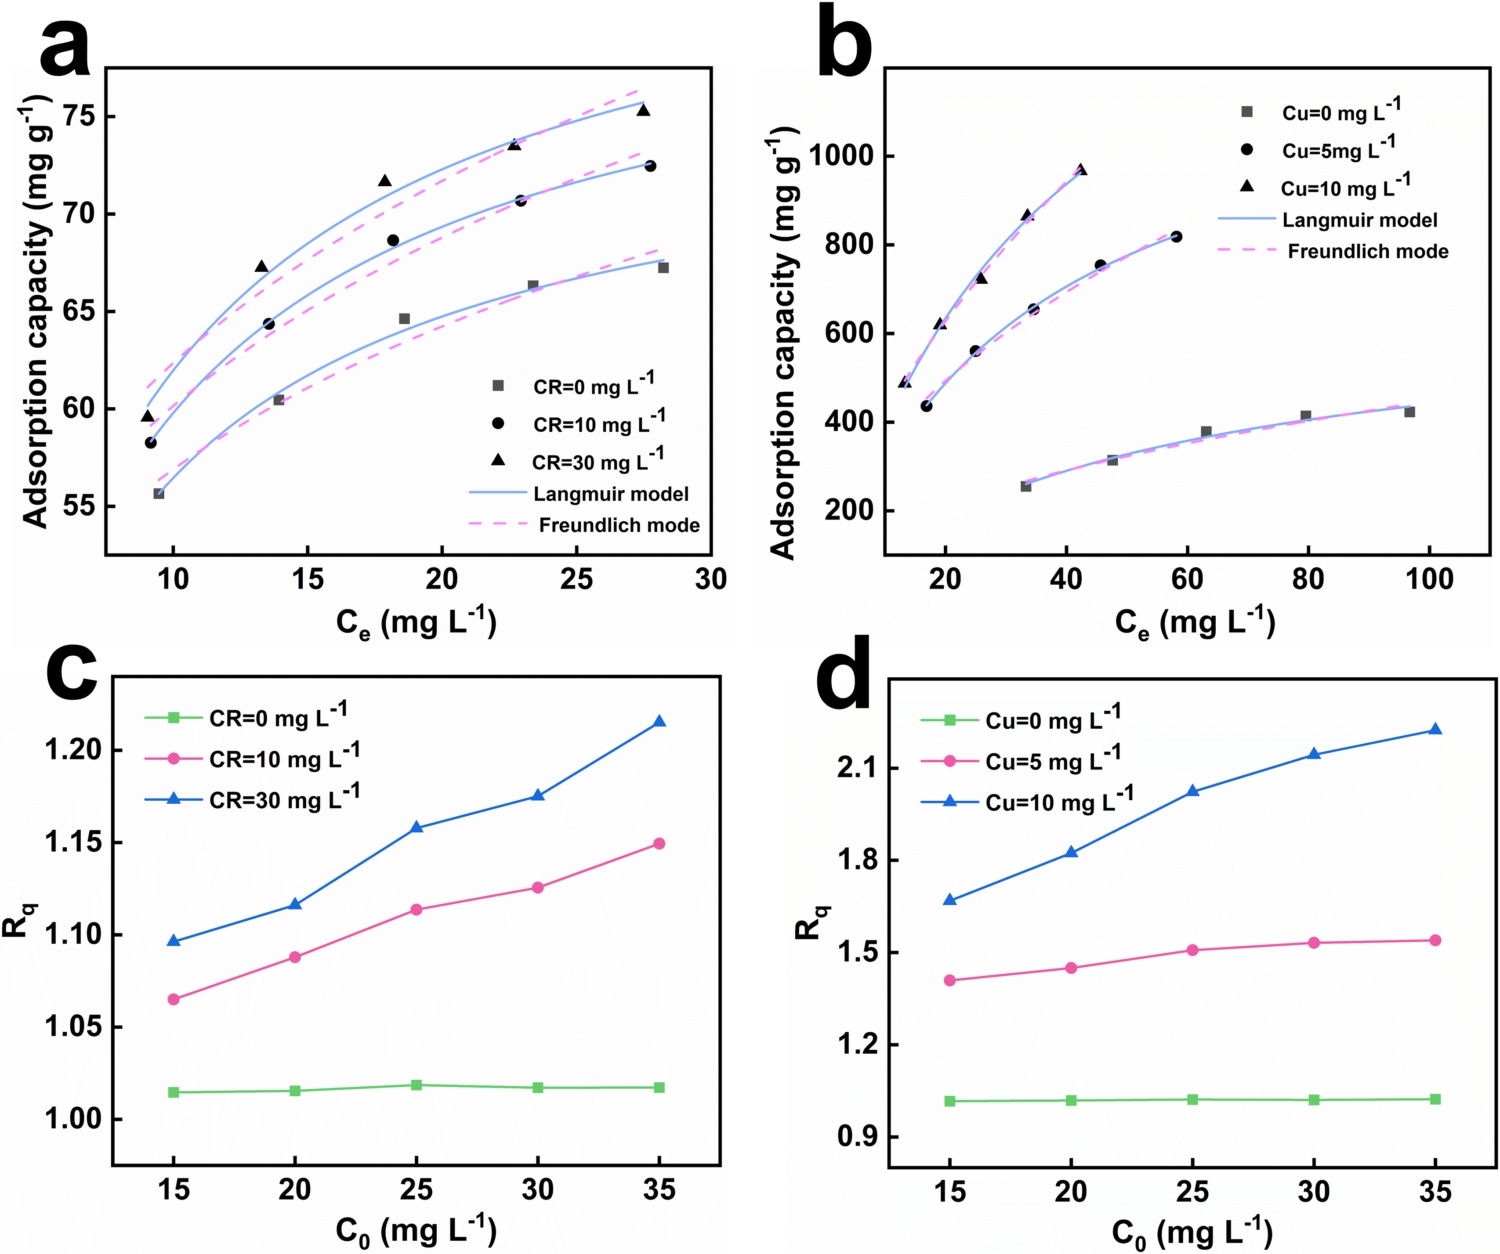 a
Adsorption capacity (mg g⁻¹)
75
70
65
60
55
10 15 20 25 30
Cₑ (mg L⁻¹)
CR=0 mg L⁻¹
CR=10 mg L⁻¹
CR=30 mg L⁻¹
Langmuir model
Freundlich mode
b
Adsorption capacity (mg g⁻¹)
1000
800
600
400
200
20 40 60 80 100
Cₑ (mg L⁻¹)
Cu=0 mg L⁻¹
Cu=5mg L⁻¹
Cu=10 mg L⁻¹
Langmuir model
Freundlich mode
c
R_q
1.20
1.15
1.10
1.05
1.00
15 20 25 30 35
C₀ (mg L⁻¹)
CR=0 mg L⁻¹
CR=10 mg L⁻¹
CR=30 mg L⁻¹
d
R_q
2.1
1.8
1.5
1.2
0.9
15 20 25 30 35
C₀ (mg L⁻¹)
Cu=0 mg L⁻¹
Cu=5 mg L⁻¹
Cu=10 mg L⁻¹